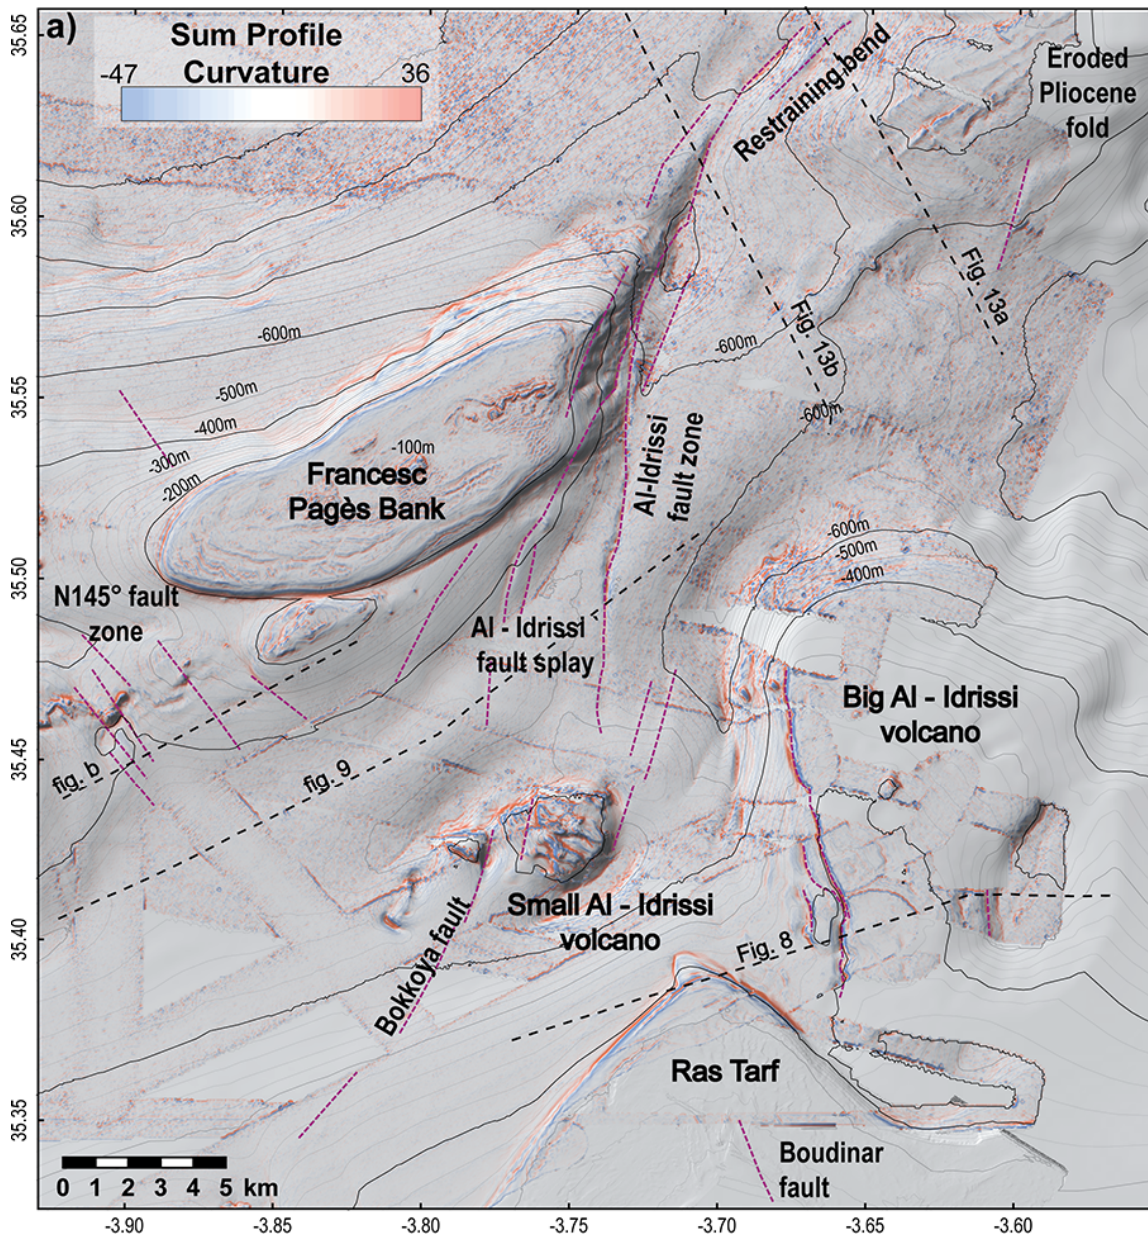 a)
Sum Profile
Curvature
-47
36
Restraining bend
Eroded
Pliocene
fold
Fig. 13a
Fig. 13b
-600m
-600m
-600m
-500m
-400m
-300m
-200m
-100m
Francesc
Pagès Bank
Al-Idrissi
fault zone
-600m
-500m
-400m
N145° fault
zone
Al - Idrissi
fault splay
Big Al - Idrissi
volcano
fig. b
fig. 9
Small Al - Idrissi
volcano
Bokkoya fault
Fig. 8
Ras Tarf
Boudinar
fault
0 1 2 3 4 5 km
35.65
35.60
35.55
35.50
35.45
35.40
35.35
-3.90 -3.85 -3.80 -3.75 -3.70 -3.65 -3.60